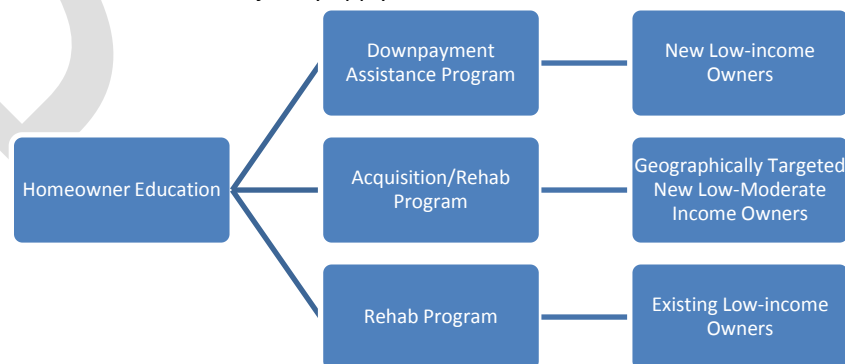 Downpayment
Assistance Program
New Low-income
Owners
Homeowner Education
Acquisition/Rehab
Program
Geographically Targeted
New Low-Moderate
Income Owners
Rehab Program
Existing Low-income
Owners